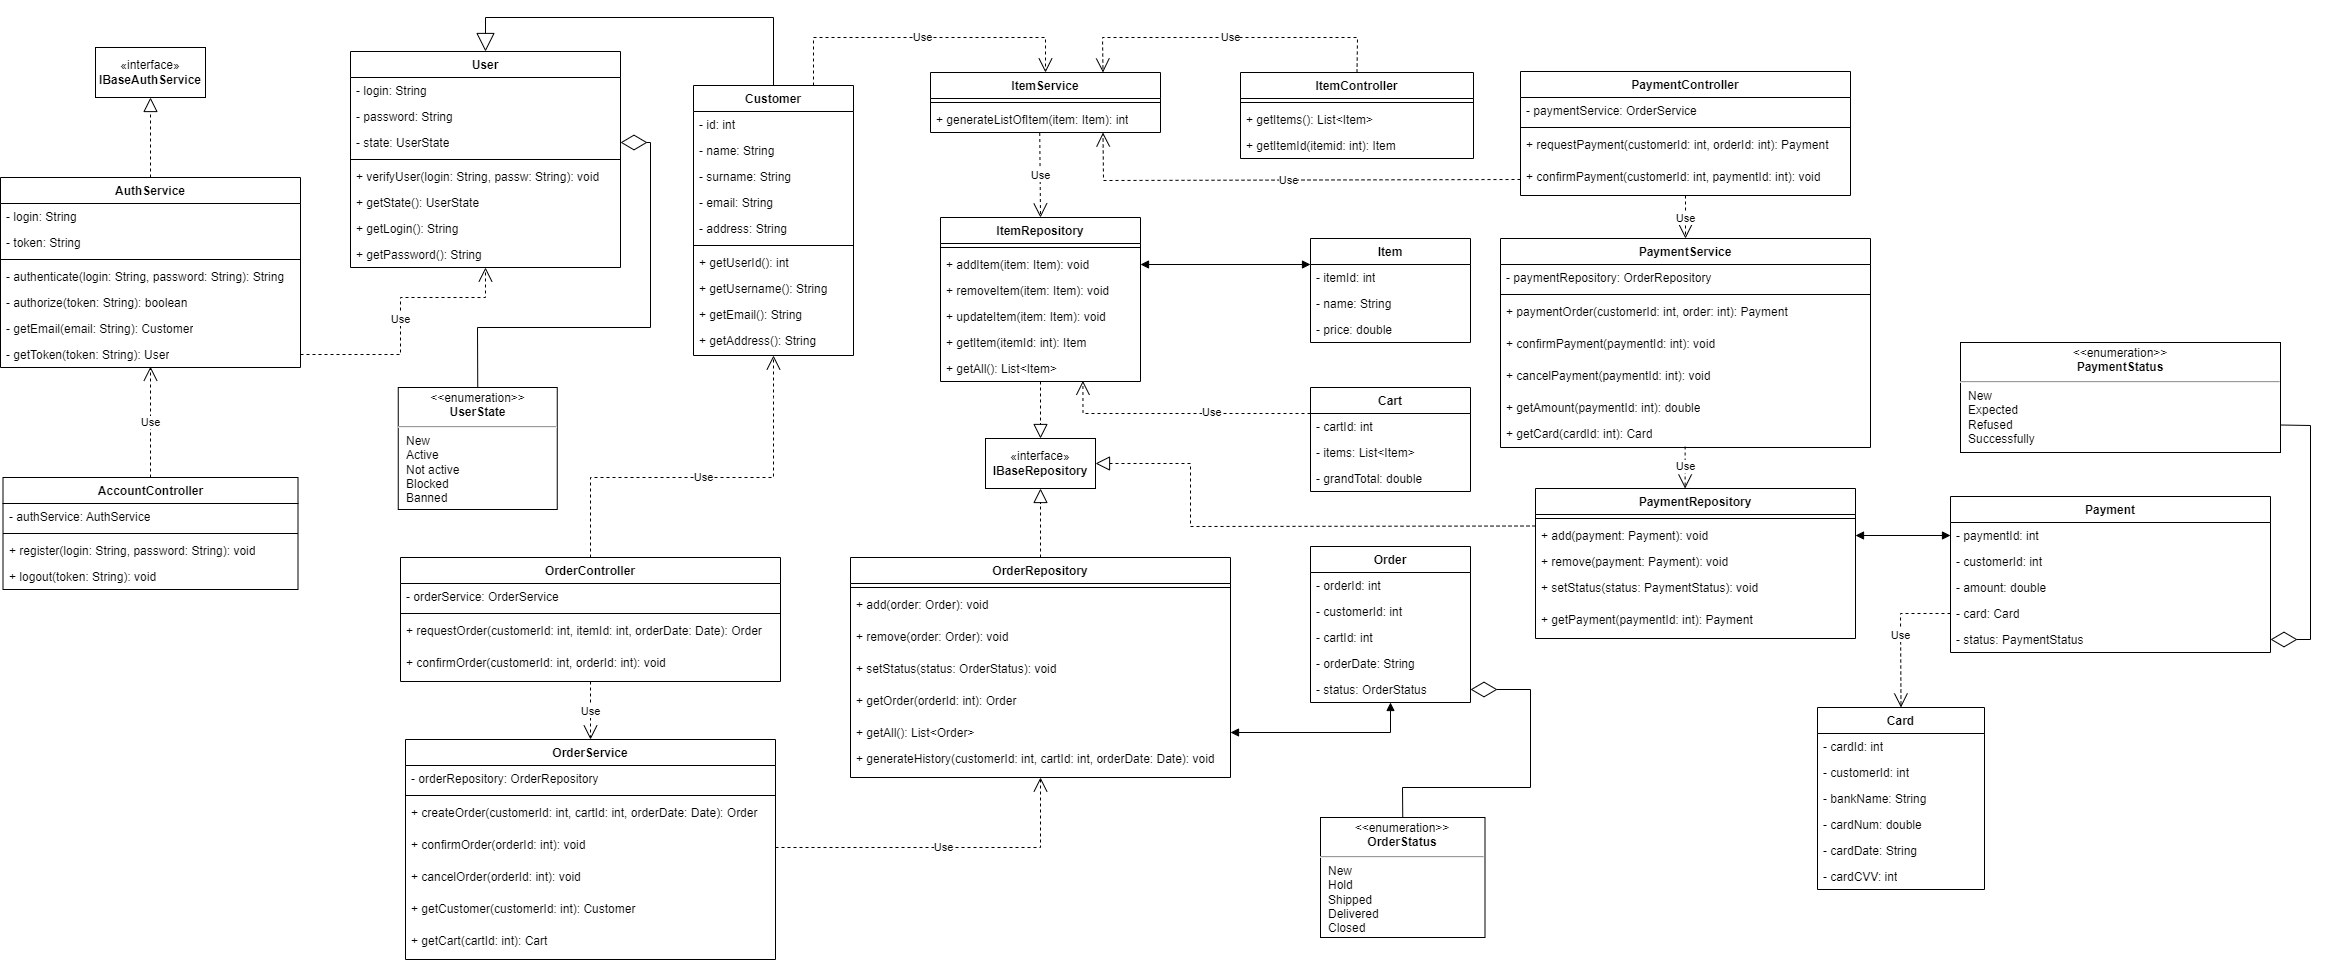 «interface»
IBaseAuthService
AuthService
- login: String
- token: String
- authenticate(login: String, password: String): String
- authorize(token: String): boolean
- getEmail(email: String): Customer
- getToken(token: String): User
Use
AccountController
- authService: AuthService
+ register(login: String, password: String): void
+ logout(token: String): void
User
- login: String
- password: String
- state: UserState
+ verifyUser(login: String, passw: String): void
+ getState(): UserState
+ getLogin(): String
+ getPassword(): String
Use
<<enumeration>>
UserState
New
Active
Not active
Blocked
Banned
Customer
- id: int
- name: String
- surname: String
- email: String
- address: String
+ getUserId(): int
+ getUsername(): String
+ getEmail(): String
+ getAddress(): String
Use
Use
OrderController
- orderService: OrderService
+ requestOrder(customerId: int, itemId: int, orderDate: Date): Order
+ confirmOrder(customerId: int, orderId: int): void
Use
OrderService
- orderRepository: OrderRepository
+ createOrder(customerId: int, cartId: int, orderDate: Date): Order
+ confirmOrder(orderId: int): void
+ cancelOrder(orderId: int): void
+ getCustomer(customerId: int): Customer
+ getCart(cartId: int): Cart
Use
ItemService
+ generateListOfItem(item: Item): int
Use
Use
ItemController
+ getItems(): List<Item>
+ getItemId(itemid: int): Item
Use
ItemRepository
+ addItem(item: Item): void
+ removeItem(item: Item): void
+ updateItem(item: Item): void
+ getItem(itemId: int): Item
+ getAll(): List<Item>
Item
- itemId: int
- name: String
- price: double
Use
Cart
- cartId: int
- items: List<Item>
- grandTotal: double
«interface»
IBaseRepository
OrderRepository
+ add(order: Order): void
+ remove(order: Order): void
+ setStatus(status: OrderStatus): void
+ getOrder(orderId: int): Order
+ getAll(): List<Order>
+ generateHistory(customerId: int, cartId: int, orderDate: Date): void
Order
- orderId: int
- customerId: int
- cartId: int
- orderDate: String
- status: OrderStatus
<<enumeration>>
OrderStatus
New
Hold
Shipped
Delivered
Closed
PaymentController
- paymentService: OrderService
+ requestPayment(customerId: int, orderId: int): Payment
+ confirmPayment(customerId: int, paymentId: int): void
Use
PaymentService
- paymentRepository: OrderRepository
+ paymentOrder(customerId: int, order: int): Payment
+ confirmPayment(paymentId: int): void
+ cancelPayment(paymentId: int): void
+ getAmount(paymentId: int): double
+ getCard(cardId: int): Card
Use
PaymentRepository
+ add(payment: Payment): void
+ remove(payment: Payment): void
+ setStatus(status: PaymentStatus): void
+ getPayment(paymentId: int): Payment
<<enumeration>>
PaymentStatus
New
Expected
Refused
Successfully
Payment
- paymentId: int
- customerId: int
- amount: double
- card: Card
- status: PaymentStatus
Use
Card
- cardId: int
- customerId: int
- bankName: String
- cardNum: double
- cardDate: String
- cardCVV: int